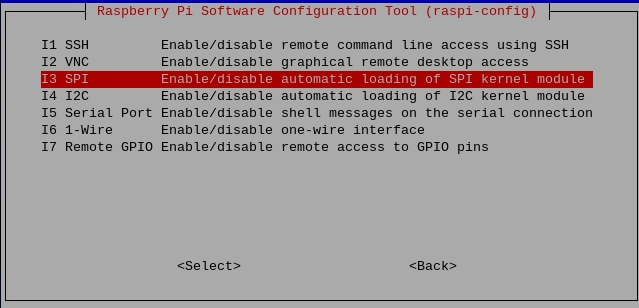 Raspberry Pi Software Configuration Tool (raspi-config)
I1 SSH Enable/disable remote command line access using SSH
I2 VNC Enable/disable graphical remote desktop access
I3 SPI Enable/disable automatic loading of SPI kernel module
I4 I2C Enable/disable automatic loading of I2C kernel module
I5 Serial Port Enable/disable shell messages on the serial connection
I6 1-Wire Enable/disable one-wire interface
I7 Remote GPIO Enable/disable remote access to GPIO pins
<Select> <Back>